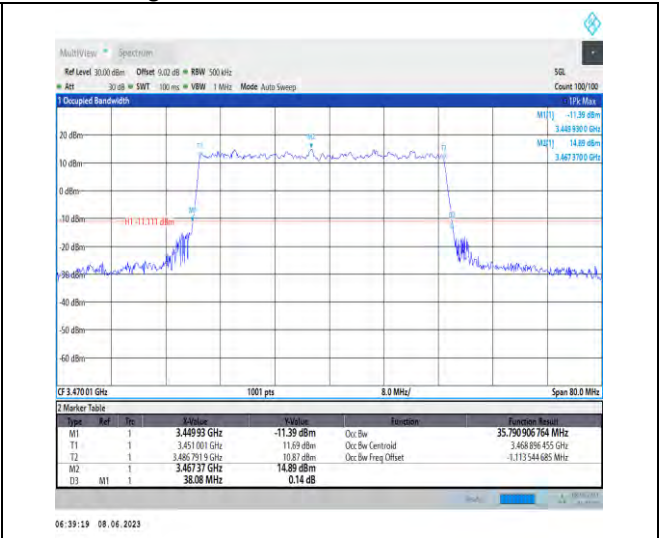 MultiView Spectrum
Ref Level 30.00 dBm Offset 9.02 dB RBW 500 kHz SGL
Att 30 dB SWT 100 ms VBW 1 MHz Mode Auto Sweep Count 100/100
1 Occupied Bandwidth 1Pk Max
M1[1] -11.39 dBm
3.449 930 0 GHz
20 dBm
M2[1] 14.89 dBm
3.467 370 0 GHz
10 dBm
0 dBm
M1
-10 dBm
H1 -11.111 dBm
-20 dBm
-30 dBm
-40 dBm
-50 dBm
-60 dBm
CF 3.470 01 GHz 1001 pts 8.0 MHz/ Span 80.0 MHz
2 Marker Table
Type Ref Trc X-Value Y-Value Function Function Result
M1 1 3.449 93 GHz -11.39 dBm Occ Bw 35.790 906 764 MHz
T1 1 3.451 001 GHz 11.69 dBm Occ Bw Centroid 3.468 896 455 GHz
T2 1 3.486 791 9 GHz 10.87 dBm Occ Bw Freq Offset -1.113 544 685 MHz
M2 1 3.467 37 GHz 14.89 dBm
D3 M1 1 38.08 MHz 0.14 dB
06:39:19 08.06.2023